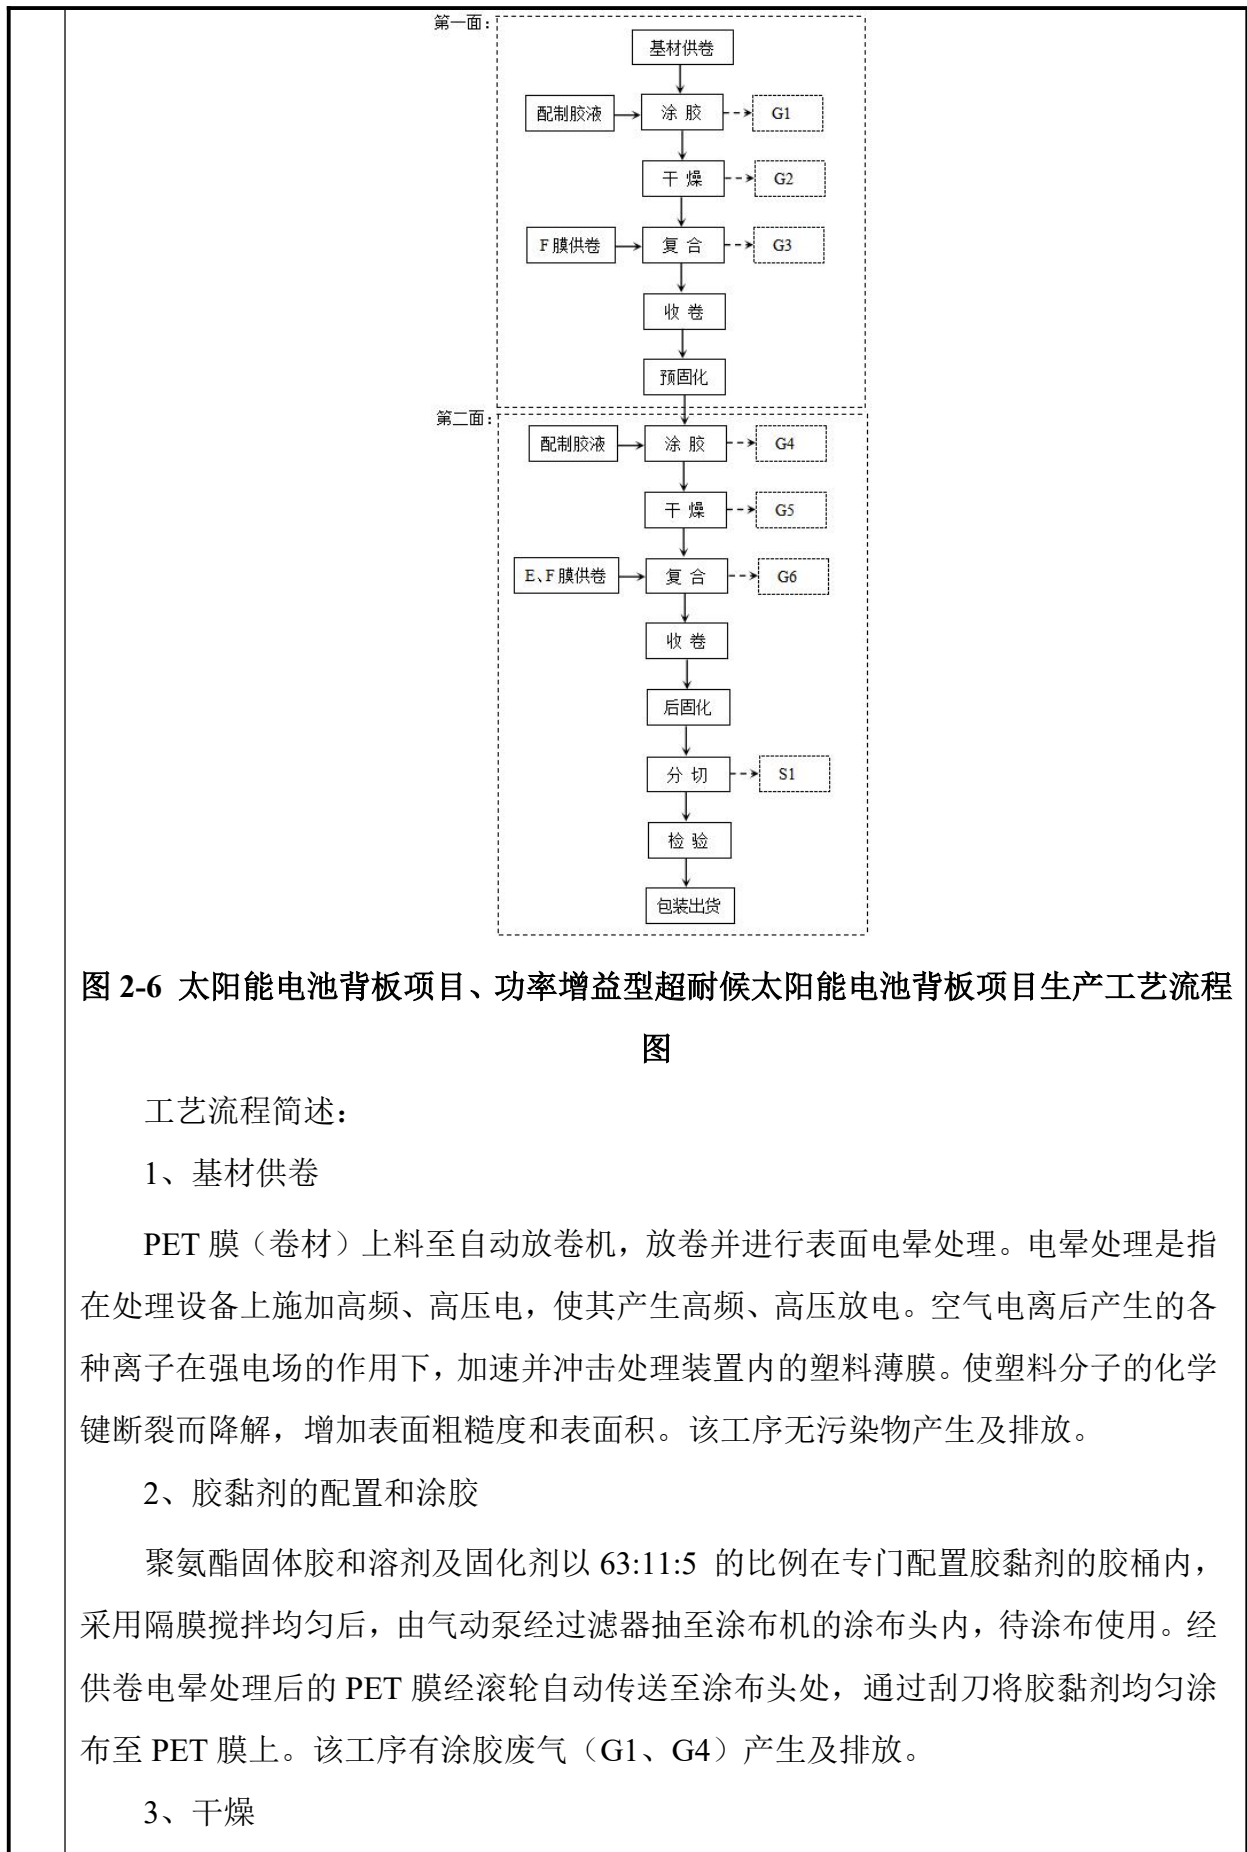 第一面：
基材供卷
配制胶液
涂 胶
G1
干 燥
G2
F 膜供卷
复 合
G3
收 卷
预固化
第二面：
配制胶液
涂 胶
G4
干 燥
G5
E、F 膜供卷
复 合
G6
收 卷
后固化
分 切
S1
检 验
包装出货
图 2-6 太阳能电池背板项目、功率增益型超耐候太阳能电池背板项目生产工艺流程
图
工艺流程简述：
1、基材供卷
PET 膜（卷材）上料至自动放卷机，放卷并进行表面电晕处理。电晕处理是指
在处理设备上施加高频、高压电，使其产生高频、高压放电。空气电离后产生的各
种离子在强电场的作用下，加速并冲击处理装置内的塑料薄膜。使塑料分子的化学
键断裂而降解，增加表面粗糙度和表面积。该工序无污染物产生及排放。
2、胶黏剂的配置和涂胶
聚氨酯固体胶和溶剂及固化剂以 63:11:5 的比例在专门配置胶黏剂的胶桶内，
采用隔膜搅拌均匀后，由气动泵经过滤器抽至涂布机的涂布头内，待涂布使用。经
供卷电晕处理后的 PET 膜经滚轮自动传送至涂布头处，通过刮刀将胶黏剂均匀涂
布至 PET 膜上。该工序有涂胶废气（G1、G4）产生及排放。
3、干燥